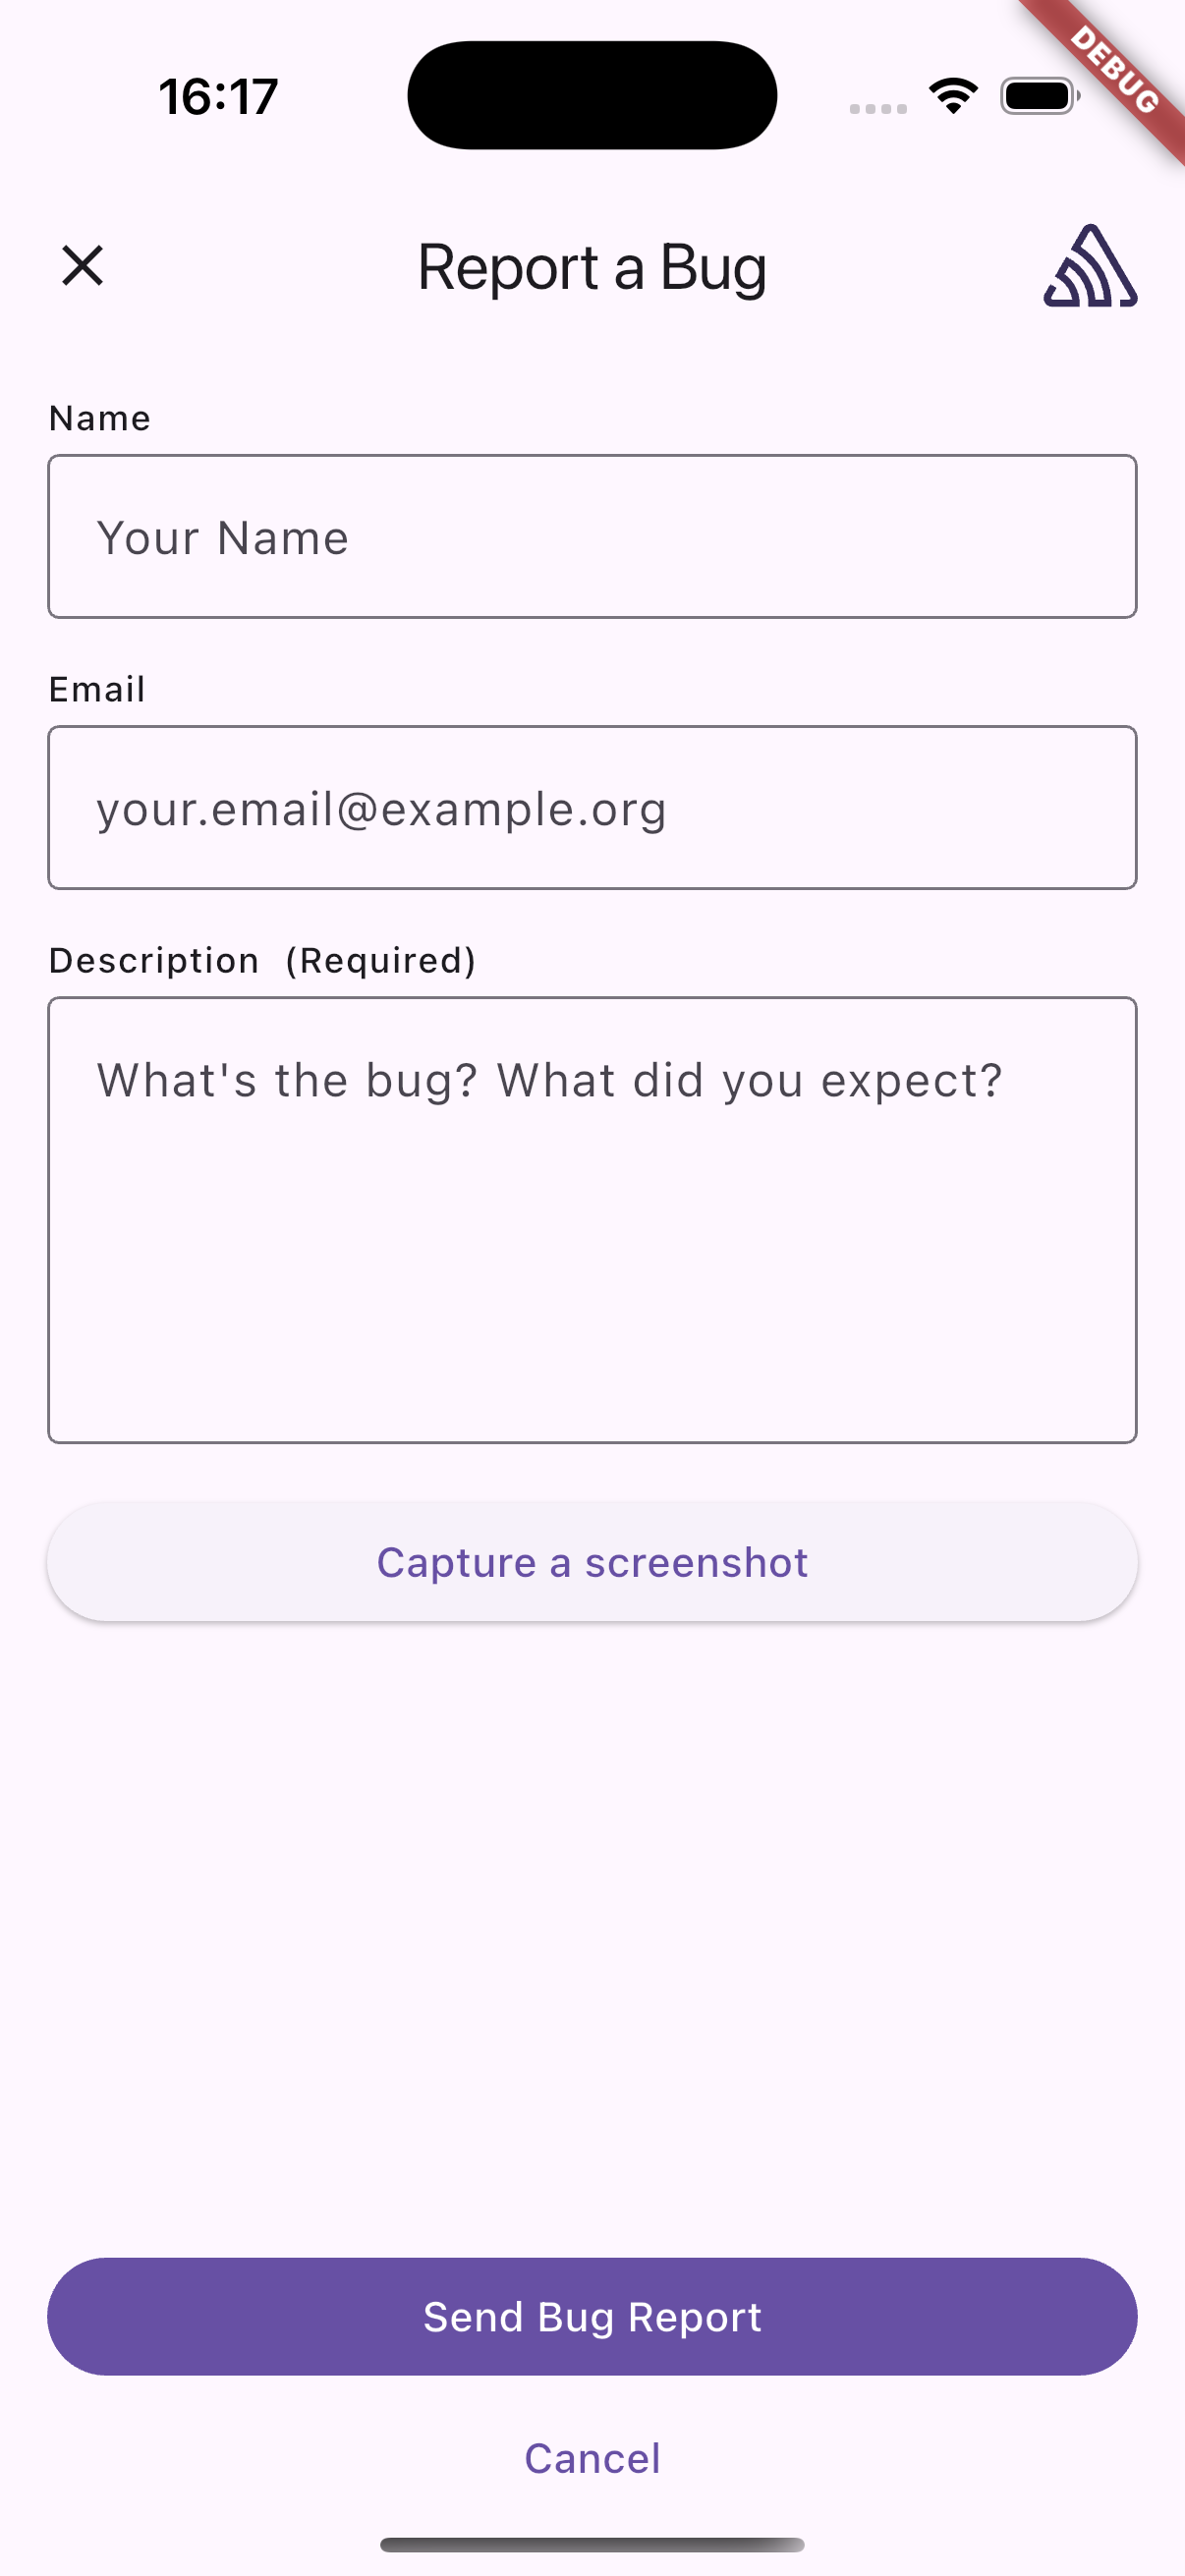 16:17
DEBUG
Report a Bug
Name
Your Name
Email
your.email@example.org
Description (Required)
What's the bug? What did you expect?
Capture a screenshot
Send Bug Report
Cancel